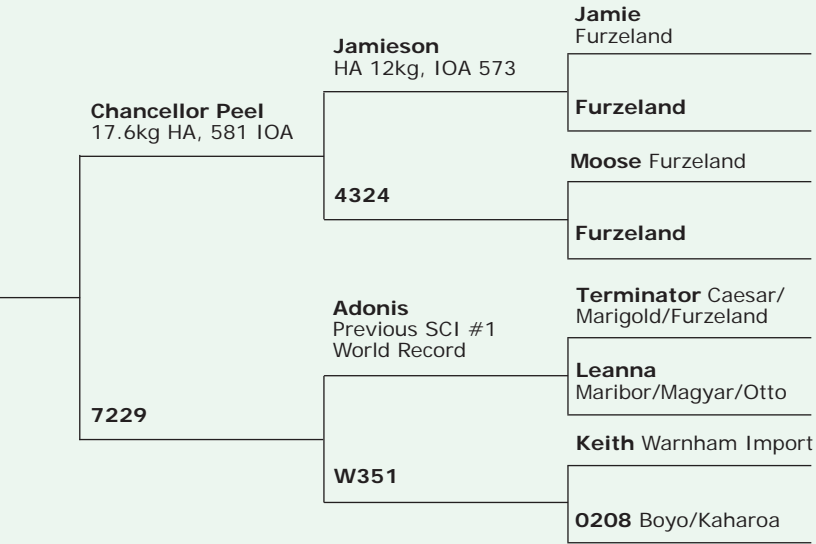 Jamie
Furzeland
Jamieson
HA 12kg, IOA 573
Furzeland
Chancellor Peel
17.6kg HA, 581 IOA
Moose Furzeland
4324
Furzeland
Terminator Caesar/
Marigold/Furzeland
Adonis
Previous SCI #1
World Record
Leanna
Maribor/Magyar/Otto
7229
Keith Warnham Import
W351
0208 Boyo/Kaharoa